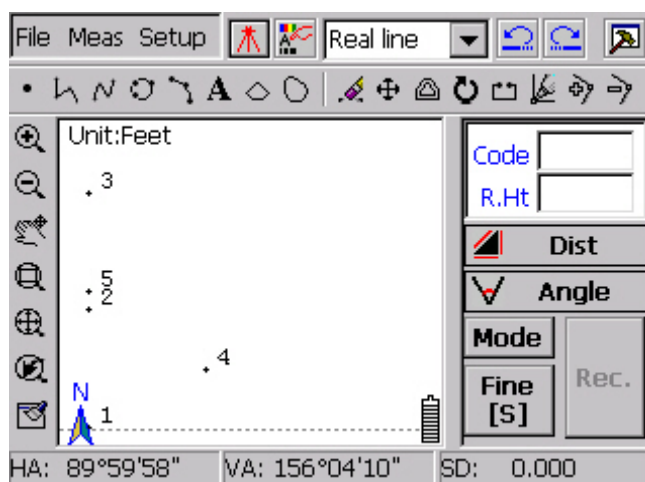 File Meas Setup Real line
A
Unit:Feet
Code
3
R.Ht
Dist
5
2
Angle
Mode
4
Fine
[S]
Rec.
N
1
HA: 89°59'58" VA: 156°04'10" SD: 0.000